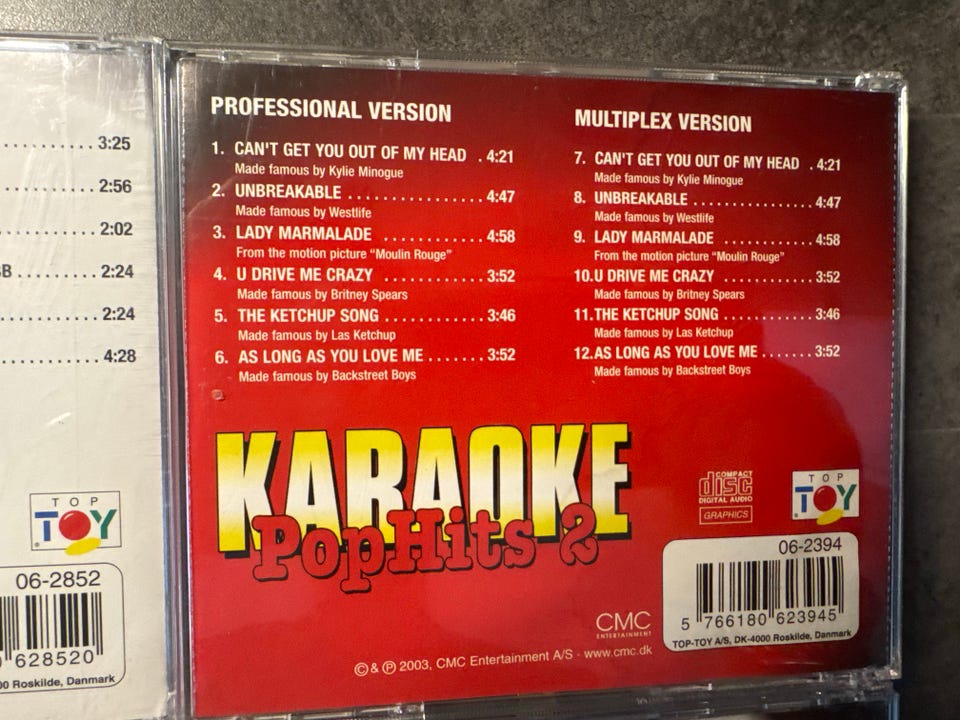 3:25
2:56
2:02
B ......... 2:24
2:24
4:28
TOP
TOY
06-2852
628520
00 Roskilde, Danmark
PROFESSIONAL VERSION
1. CAN'T GET YOU OUT OF MY HEAD . 4:21
Made famous by Kylie Minogue
2. UNBREAKABLE ................. 4:47
Made famous by Westlife
3. LADY MARMALADE ............ 4:58
From the motion picture "Moulin Rouge"
4. U DRIVE ME CRAZY ............. 3:52
Made famous by Britney Spears
5. THE KETCHUP SONG ............ 3:46
Made famous by Las Ketchup
6. AS LONG AS YOU LOVE ME ....... 3:52
Made famous by Backstreet Boys
MULTIPLEX VERSION
7. CAN'T GET YOU OUT OF MY HEAD . 4:21
Made famous by Kylie Minogue
8. UNBREAKABLE ................. 4:47
Made famous by Westlife
9. LADY MARMALADE ............ 4:58
From the motion picture "Moulin Rouge"
10.U DRIVE ME CRAZY ............. 3:52
Made famous by Britney Spears
11.THE KETCHUP SONG ............ 3:46
Made famous by Las Ketchup
12.AS LONG AS YOU LOVE ME ....... 3:52
Made famous by Backstreet Boys
KARAOKE
PopHits 2
COMPACT
disc
DIGITAL AUDIO
GRAPHICS
TOP
TOY
06-2394
5 766180 623945
TOP-TOY A/S, DK-4000 Roskilde, Danmark
CMC
ENTERTAINMENT
© & ℗ 2003, CMC Entertainment A/S · www.cmc.dk